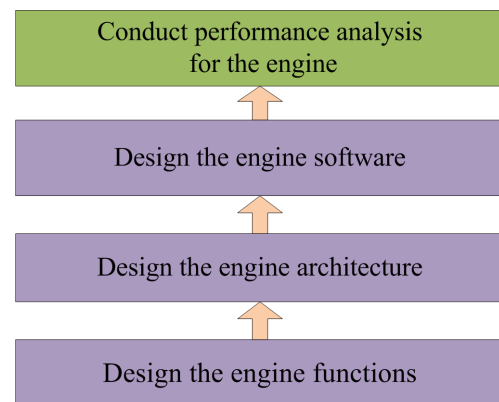 Conduct performance analysis
for the engine
Design the engine software
Design the engine architecture
Design the engine functions